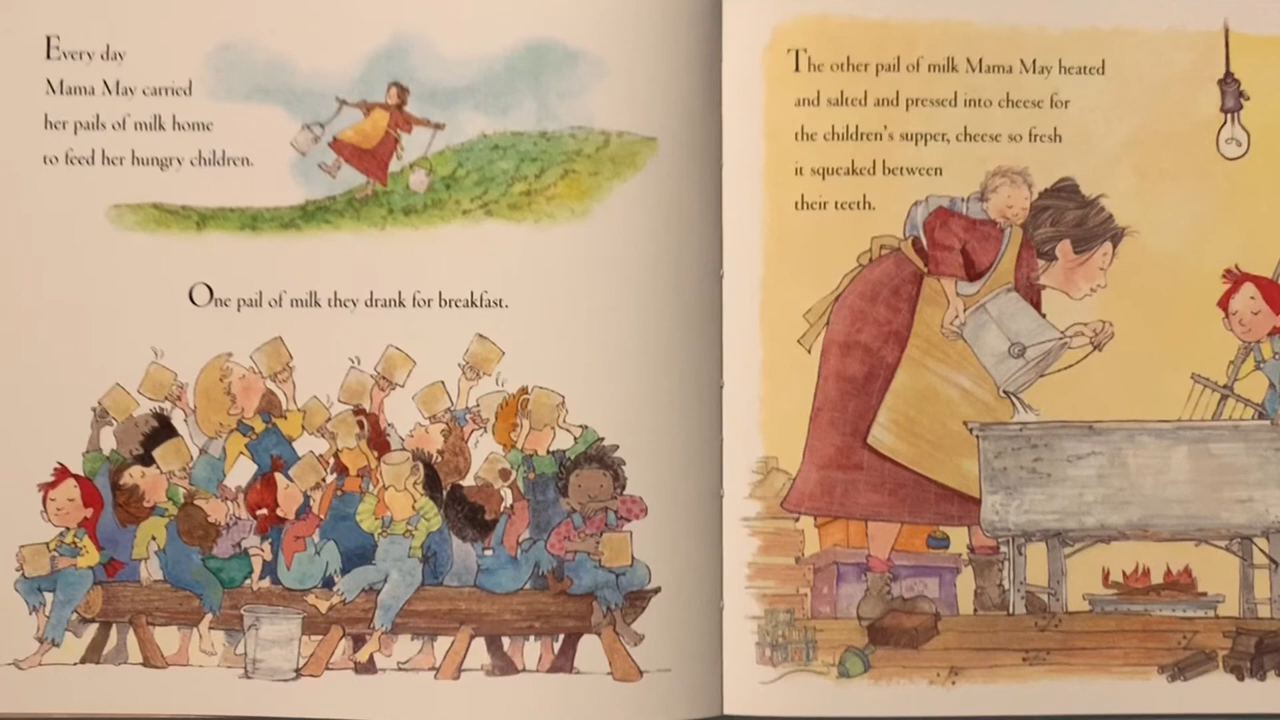 Every day
Mama May carried
her pails of milk home
to feed her hungry children.
One pail of milk they drank for breakfast.
The other pail of milk Mama May heated
and salted and pressed into cheese for
the children's supper, cheese so fresh
it squeaked between
their teeth.